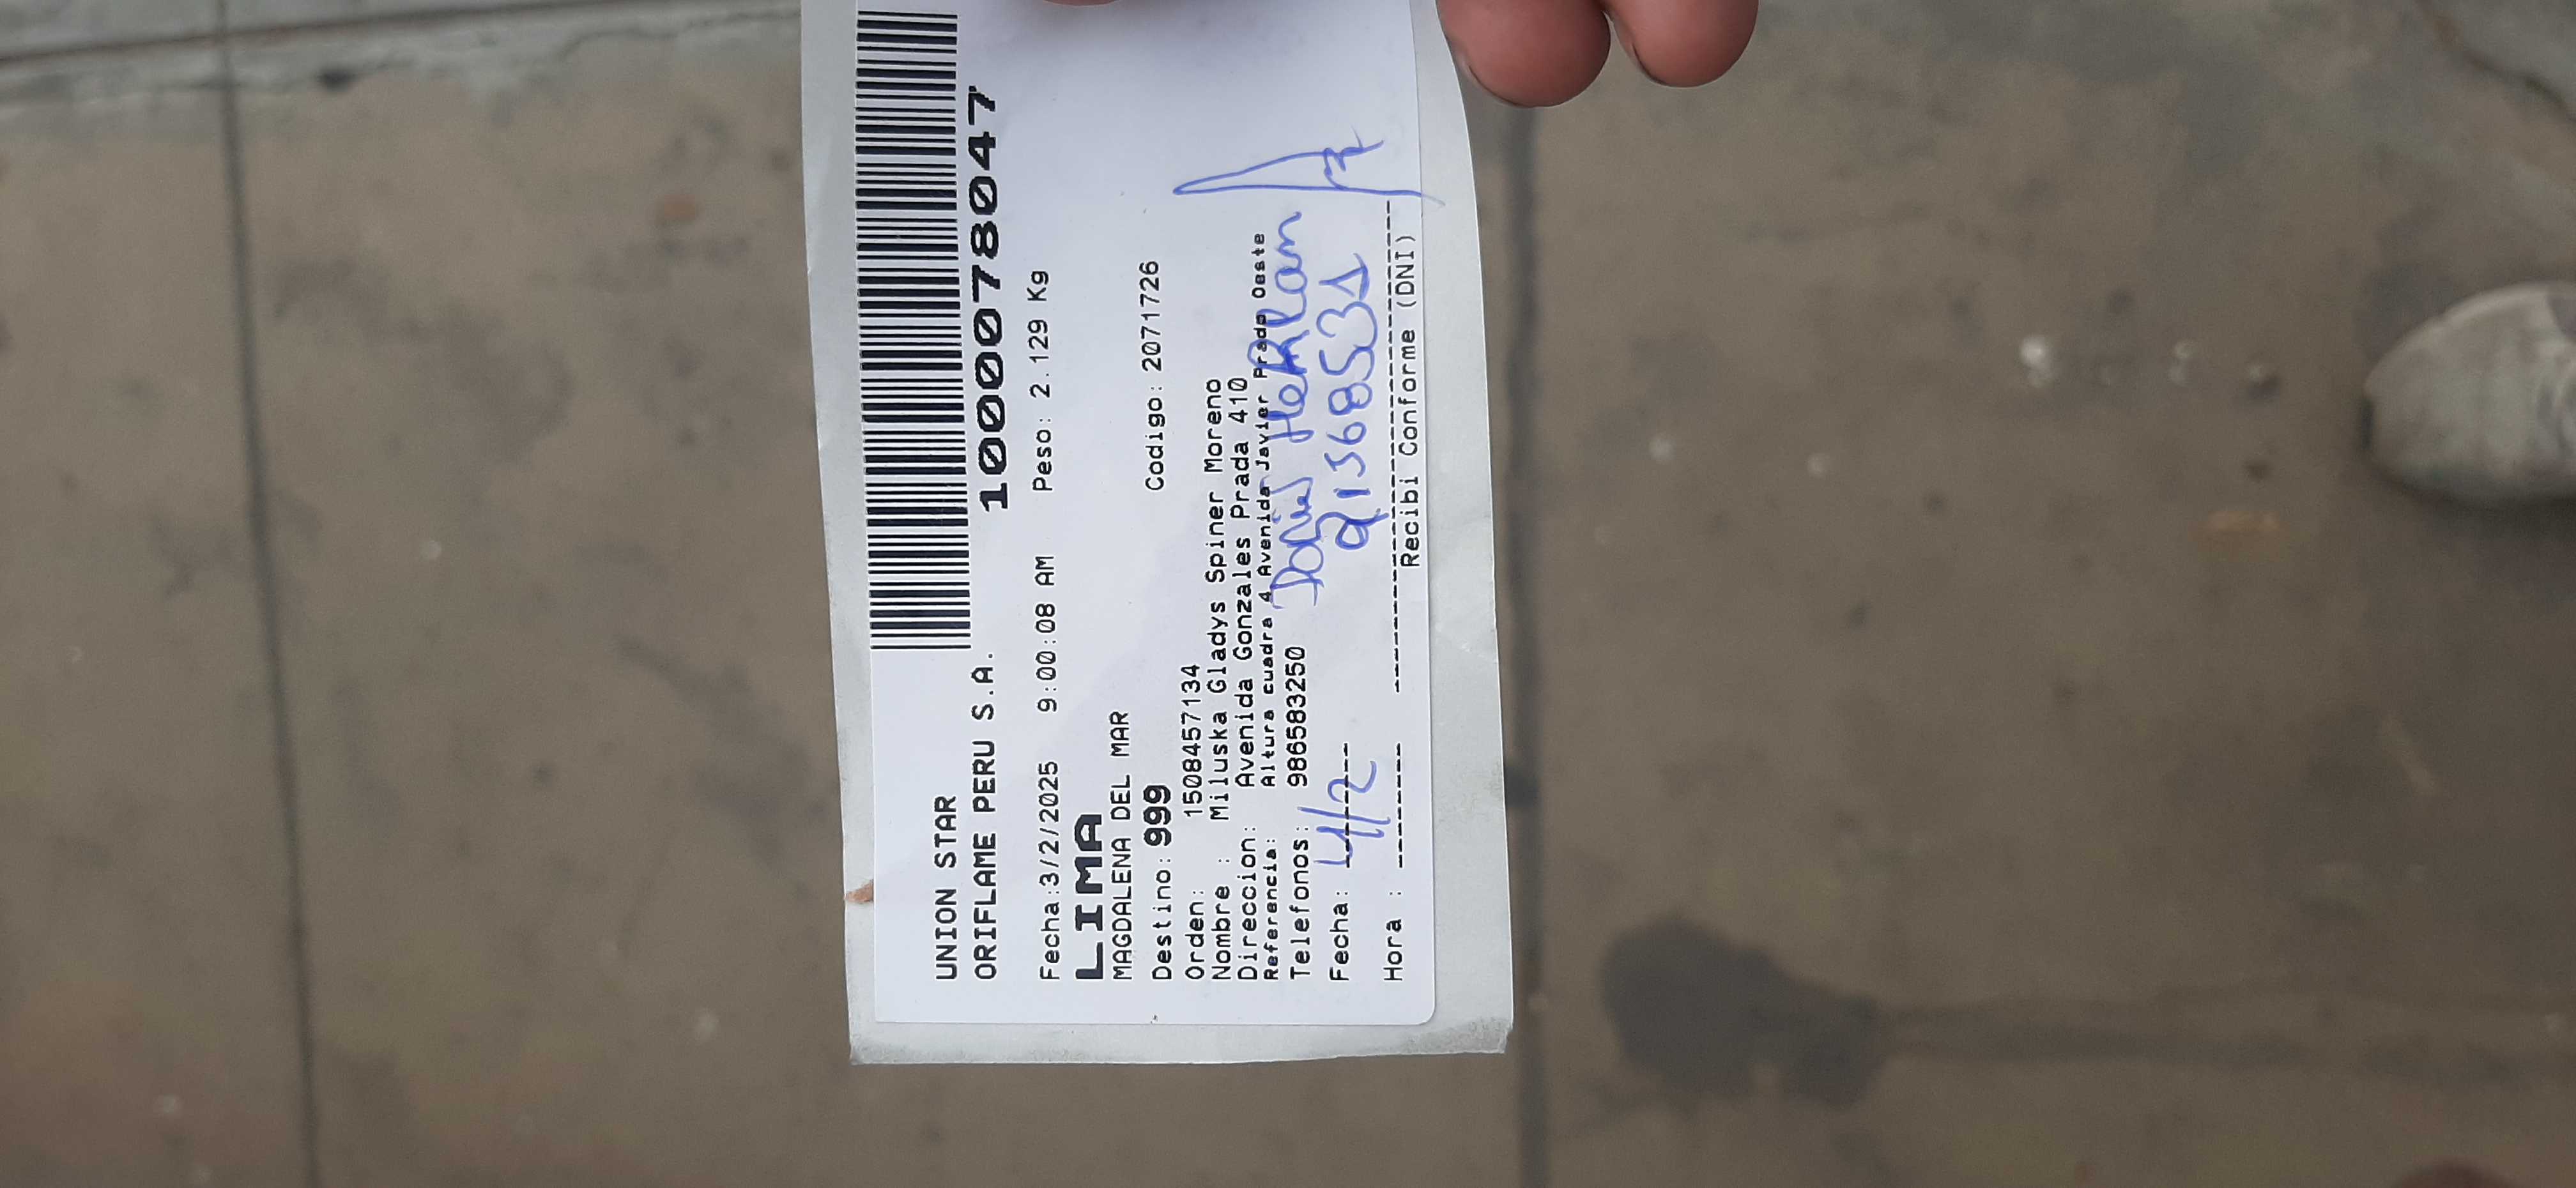 UNION STAR
ORIFLAME PERU S.A.
10000778047
Fecha:3/2/2025 9:00:08 AM Peso: 2.129 Kg
LIMA
MAGDALENA DEL MAR
Destino: 999 Codigo: 2071726
Orden: 1508457134
Nombre : Miluska Gladys Spiner Moreno
Direccion: Avenida Gonzales Prada 410
Referencia: Altura cuadra 4 Avenida Javier Prado Oeste
Telefonos: 986583250
Fecha: 4/2
Hora :
Recibi Conforme (DNI)